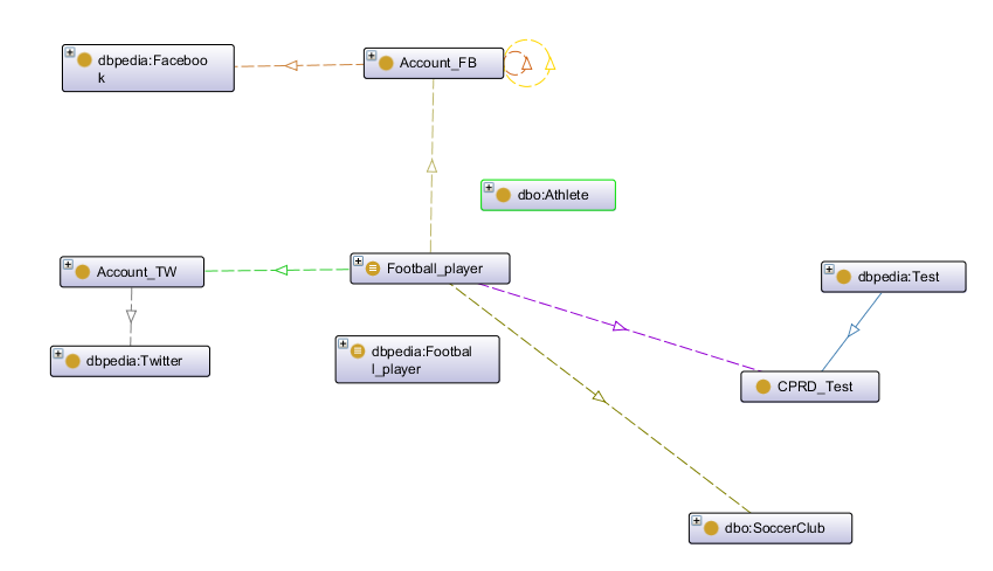 dbpedia:Faceboo
k
Account_FB
dbo:Athlete
Account_TW
Football_player
dbpedia:Test
dbpedia:Twitter
dbpedia:Footbal
l_player
CPRD_Test
dbo:SoccerClub